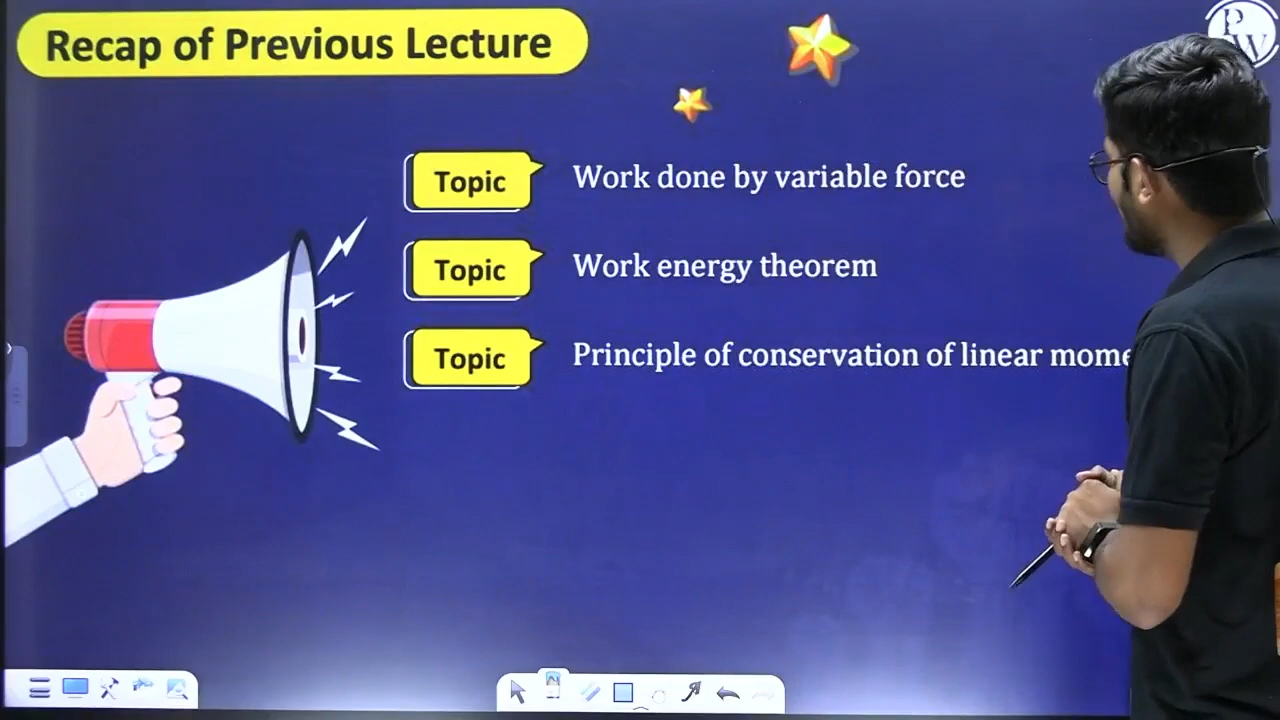 Recap of Previous Lecture
PW
Topic Work done by variable force
Topic Work energy theorem
Topic Principle of conservation of linear